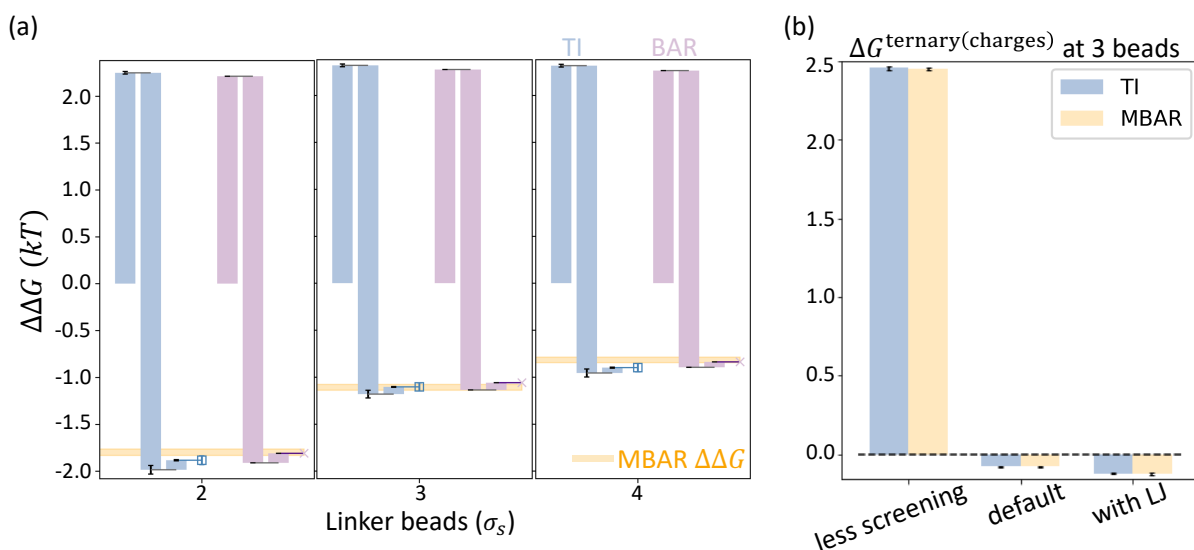 (a)
TI
BAR
ΔΔG (kT)
2.0
1.5
1.0
0.5
0.0
-0.5
-1.0
-1.5
-2.0
MBAR ΔΔG
2
3
4
Linker beads (σₛ)
(b)
ΔG^ternary(charges) at 3 beads
TI
MBAR
2.5
2.0
1.5
1.0
0.5
0.0
less screening
default
with LJ